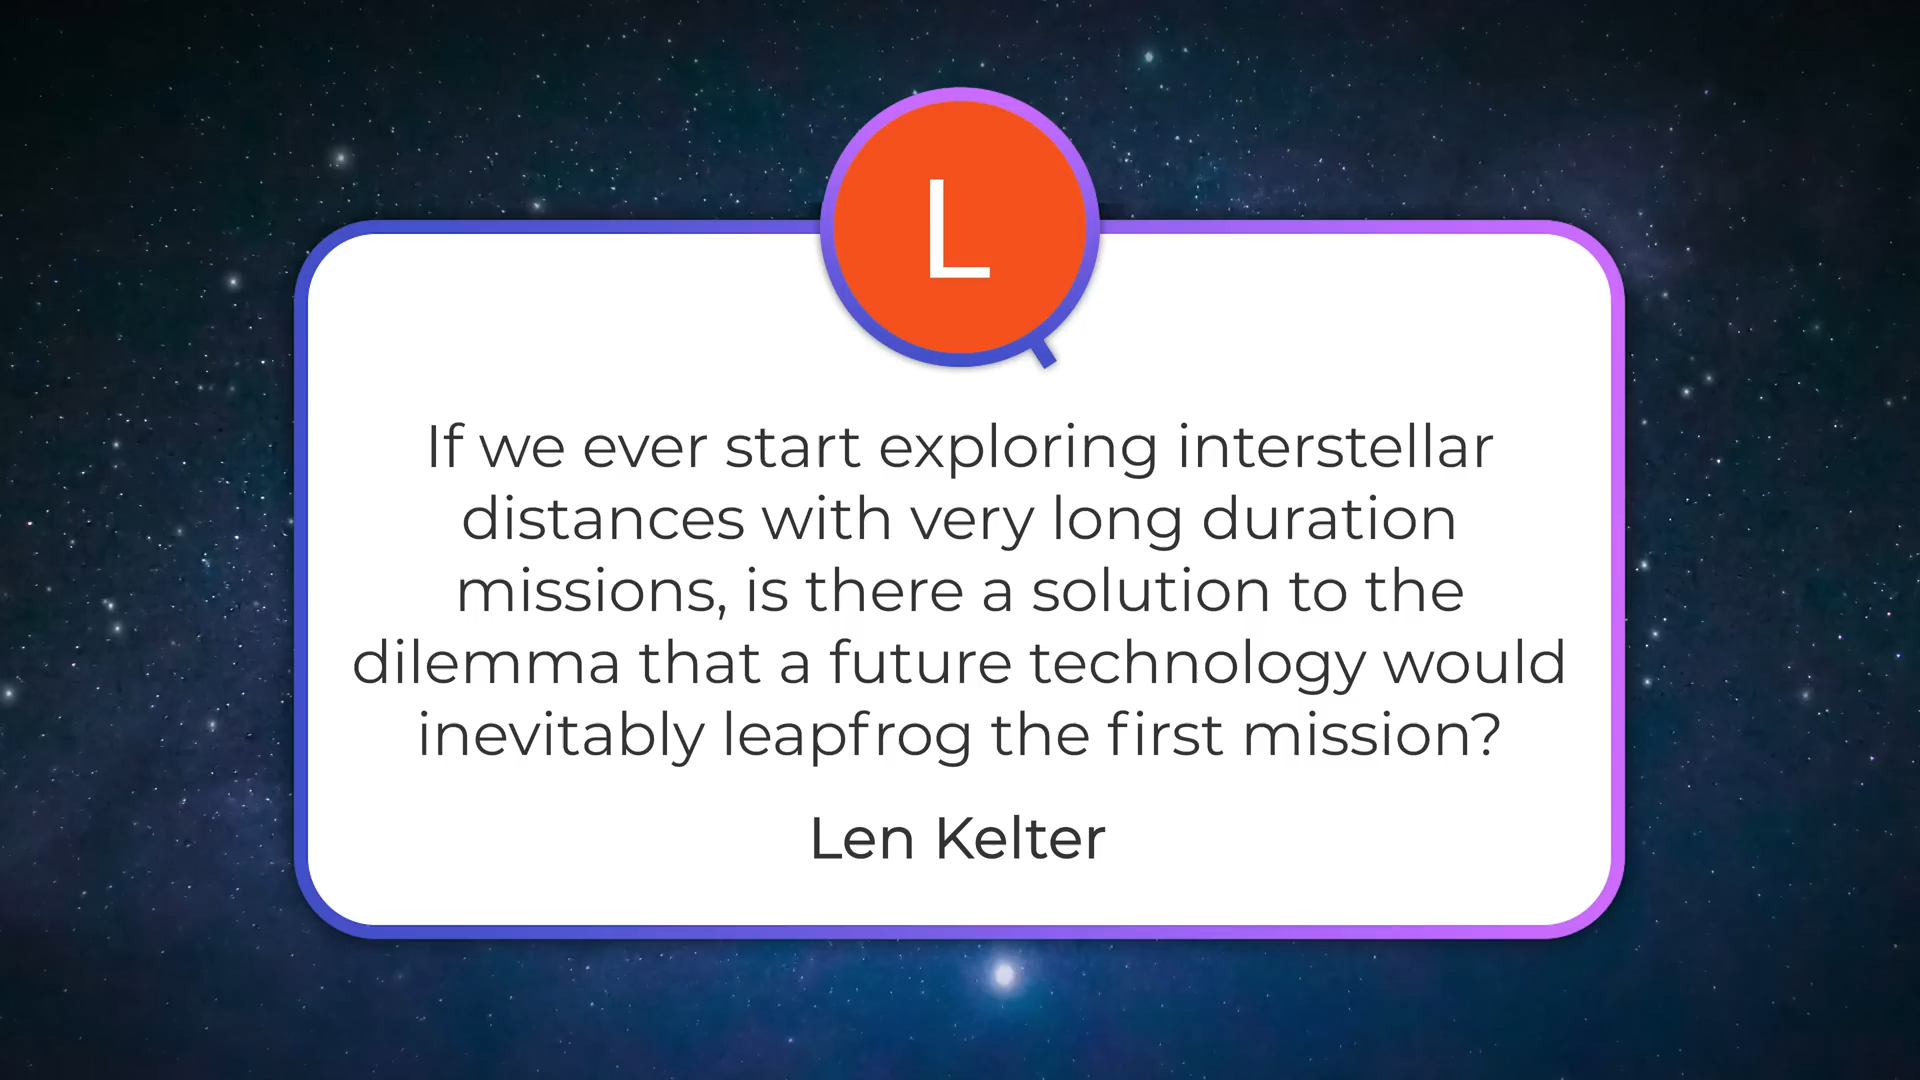 L
If we ever start exploring interstellar
distances with very long duration
missions, is there a solution to the
dilemma that a future technology would
inevitably leapfrog the first mission?
Len Kelter